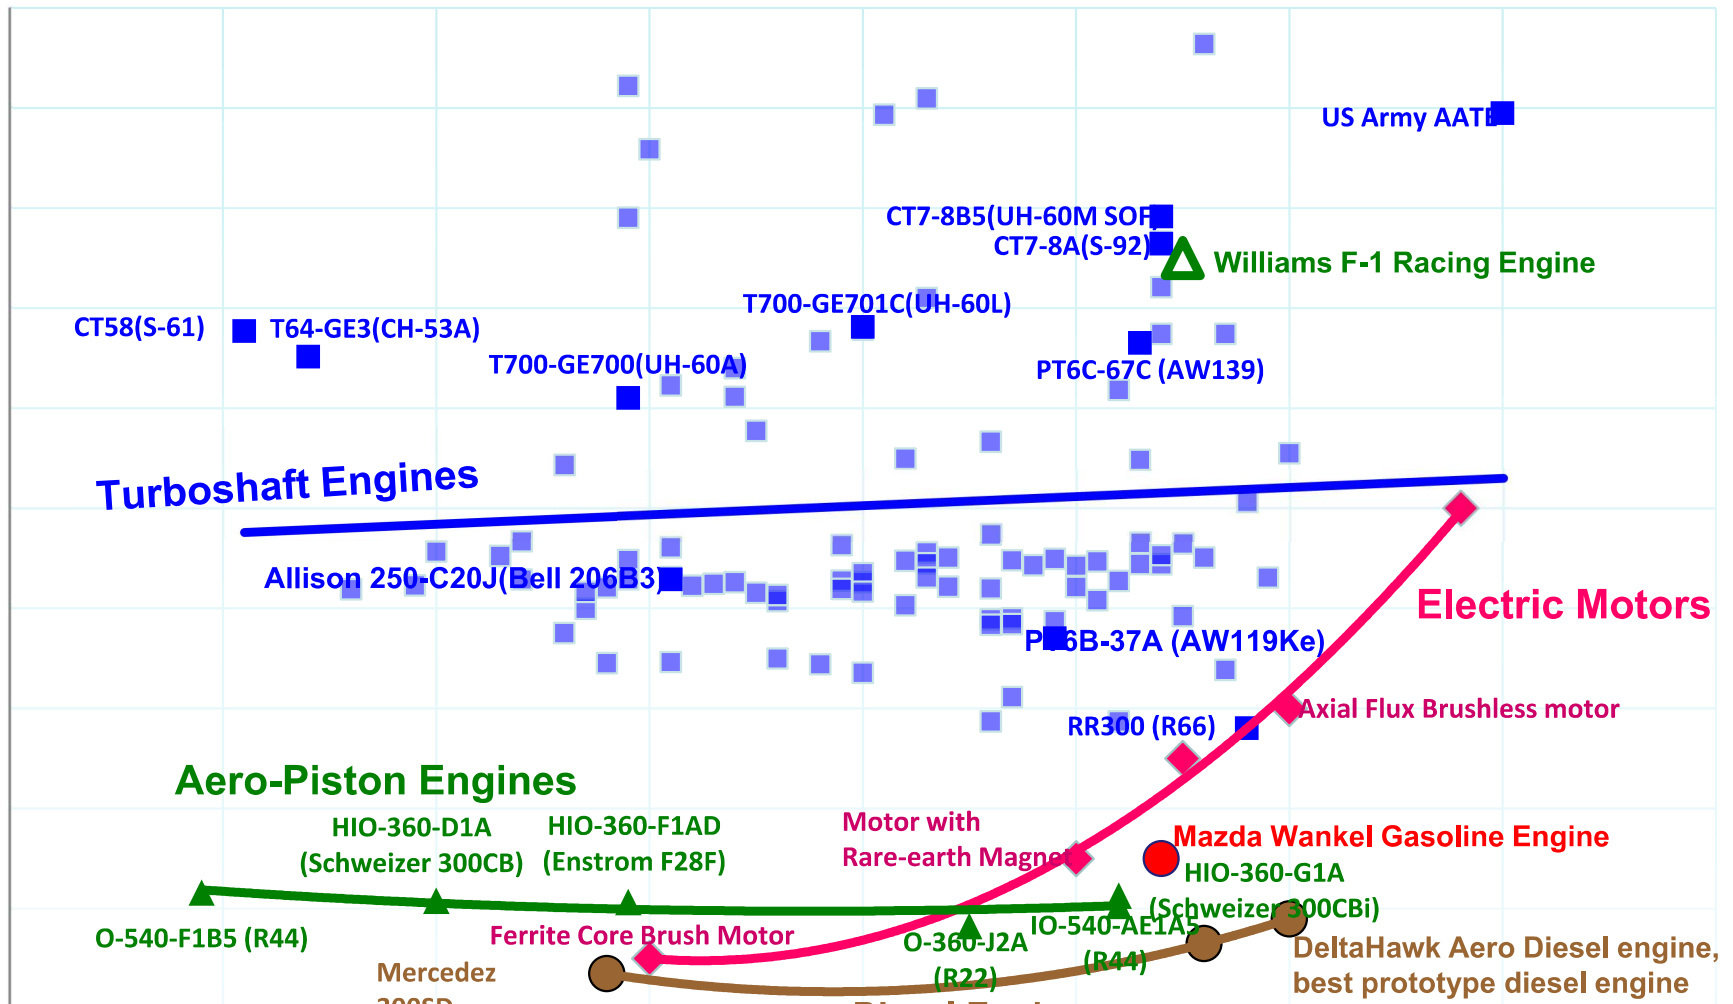 US Army AATE
CT7-8B5(UH-60M SOF)
CT7-8A(S-92)
Williams F-1 Racing Engine
T700-GE701C(UH-60L)
CT58(S-61)
T64-GE3(CH-53A)
T700-GE700(UH-60A)
PT6C-67C (AW139)
Turboshaft Engines
Allison 250-C20J(Bell 206B3)
Electric Motors
PT6B-37A (AW119Ke)
Axial Flux Brushless motor
RR300 (R66)
Aero-Piston Engines
HIO-360-D1A
(Schweizer 300CB)
HIO-360-F1AD
(Enstrom F28F)
Motor with
Rare-earth Magnet
Mazda Wankel Gasoline Engine
HIO-360-G1A
(Schweizer 300CBi)
O-540-F1B5 (R44)
Ferrite Core Brush Motor
O-360-J2A
(R22)
IO-540-AE1A5
(R44)
DeltaHawk Aero Diesel engine,
best prototype diesel engine
Mercedez
300SD